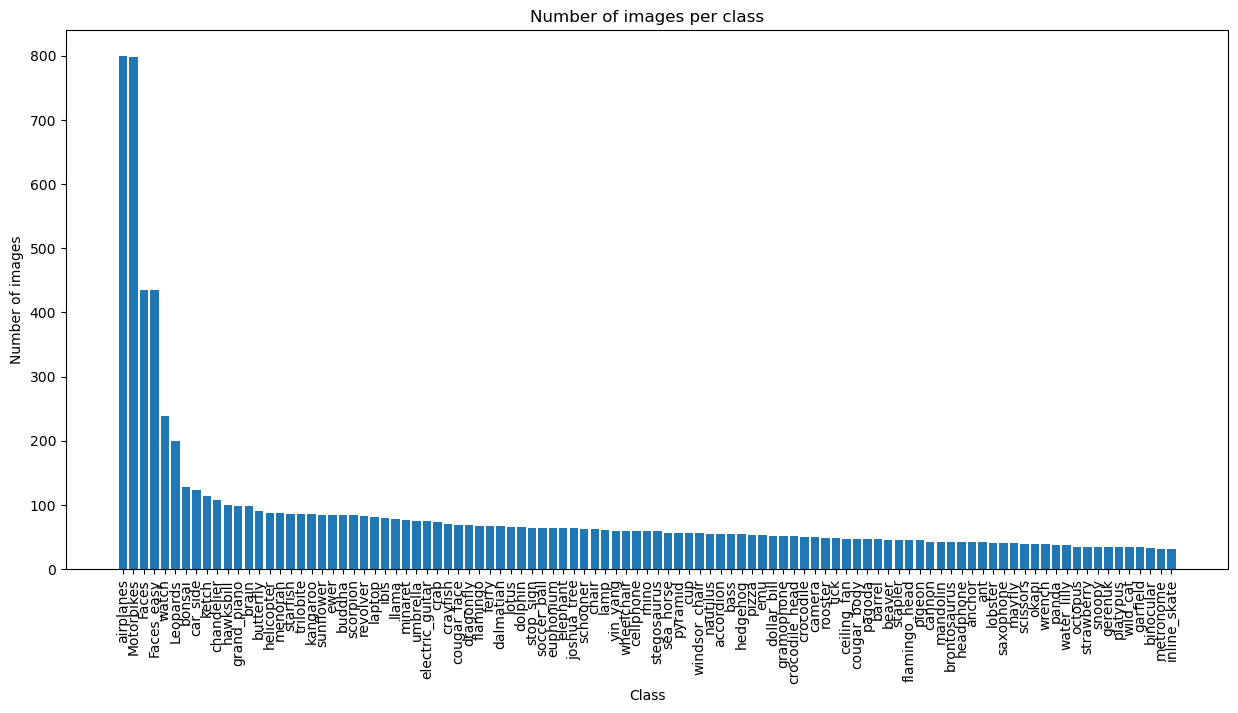 Number of images per class
Number of images
800
700
600
500
400
300
200
100
0
airplanes
Motorbikes
Faces
Faces_easy
watch
Leopards
bonsai
car_side
ketch
chandelier
hawksbill
grand_piano
brain
butterfly
helicopter
menorah
starfish
trilobite
kangaroo
sunflower
ewer
buddha
scorpion
revolver
laptop
ibis
llama
minaret
umbrella
electric_guitar
crab
crayfish
cougar_face
dragonfly
flamingo
ferry
dalmatian
lotus
dolphin
stop_sign
soccer_ball
euphonium
elephant
joshua_tree
schooner
chair
lamp
yin_yang
wheelchair
cellphone
rhino
stegosaurus
sea_horse
pyramid
cup
windsor_chair
nautilus
accordion
bass
hedgehog
pizza
emu
dollar_bill
gramophone
crocodile_head
crocodile
camera
rooster
tick
ceiling_fan
cougar_body
pagoda
barrel
beaver
stapler
flamingo_head
pigeon
cannon
mandolin
brontosaurus
headphone
anchor
ant
lobster
saxophone
mayfly
scissors
okapi
wrench
panda
water_lilly
octopus
strawberry
snoopy
gerenuk
platypus
wild_cat
garfield
binocular
metronome
inline_skate
Class